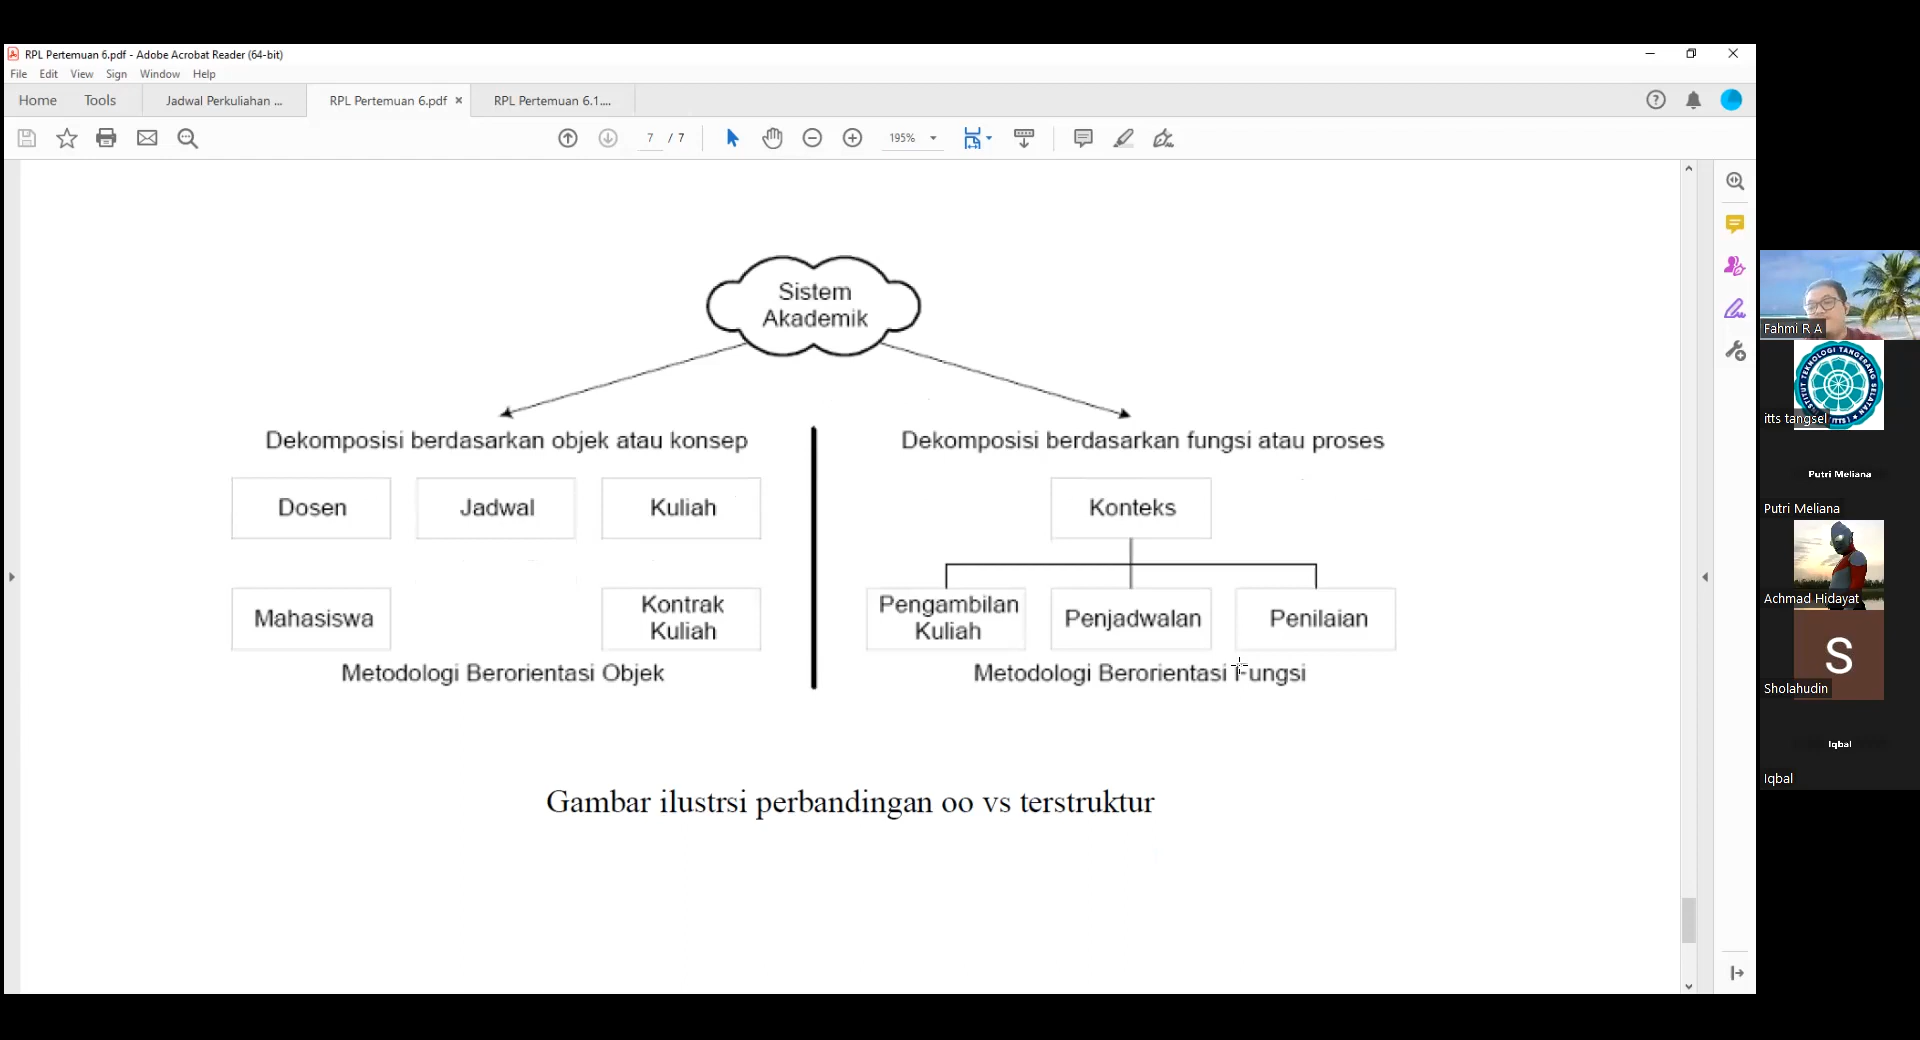 RPL Pertemuan 6.pdf - Adobe Acrobat Reader (64-bit)
File Edit View Sign Window Help
Home Tools Jadwal Perkuliahan ... RPL Pertemuan 6.pdf × RPL Pertemuan 6.1....
7 / 7 195%
Sistem
Akademik
Dekomposisi berdasarkan objek atau konsep
Dosen Jadwal Kuliah
Mahasiswa
Kontrak
Kuliah
Metodologi Berorientasi Objek
Dekomposisi berdasarkan fungsi atau proses
Konteks
Pengambilan
Kuliah
Penjadwalan
Penilaian
Metodologi Berorientasi Fungsi
Gambar ilustrsi perbandingan oo vs terstruktur
Fahmi R A
INSTITUT TEKNOLOGI TANGERANG SELATAN
itts tangsel
Putri Meliana
Putri Meliana
Achmad Hidayat
S
Sholahudin
Iqbal
Iqbal